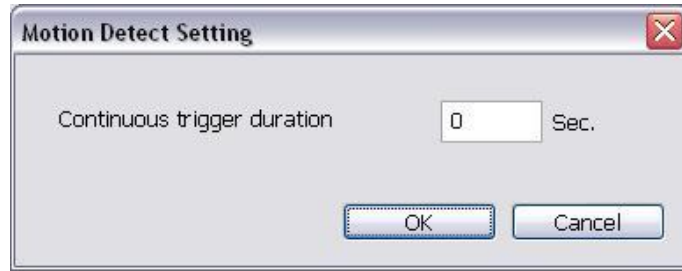 Motion Detect Setting
Continuous trigger duration 0 Sec.
OK Cancel